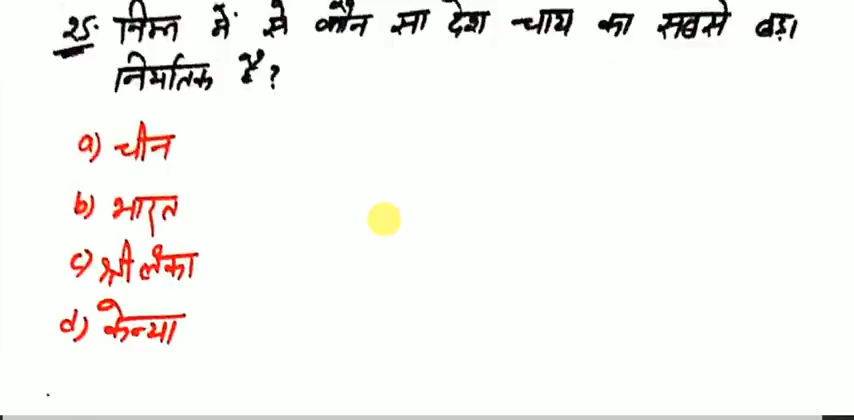 25. निम्न में से कौन सा देश चाय का सबसे बड़ा
निर्यातक है?
a) चीन
b) भारत
c) श्री लंका
d) केन्या